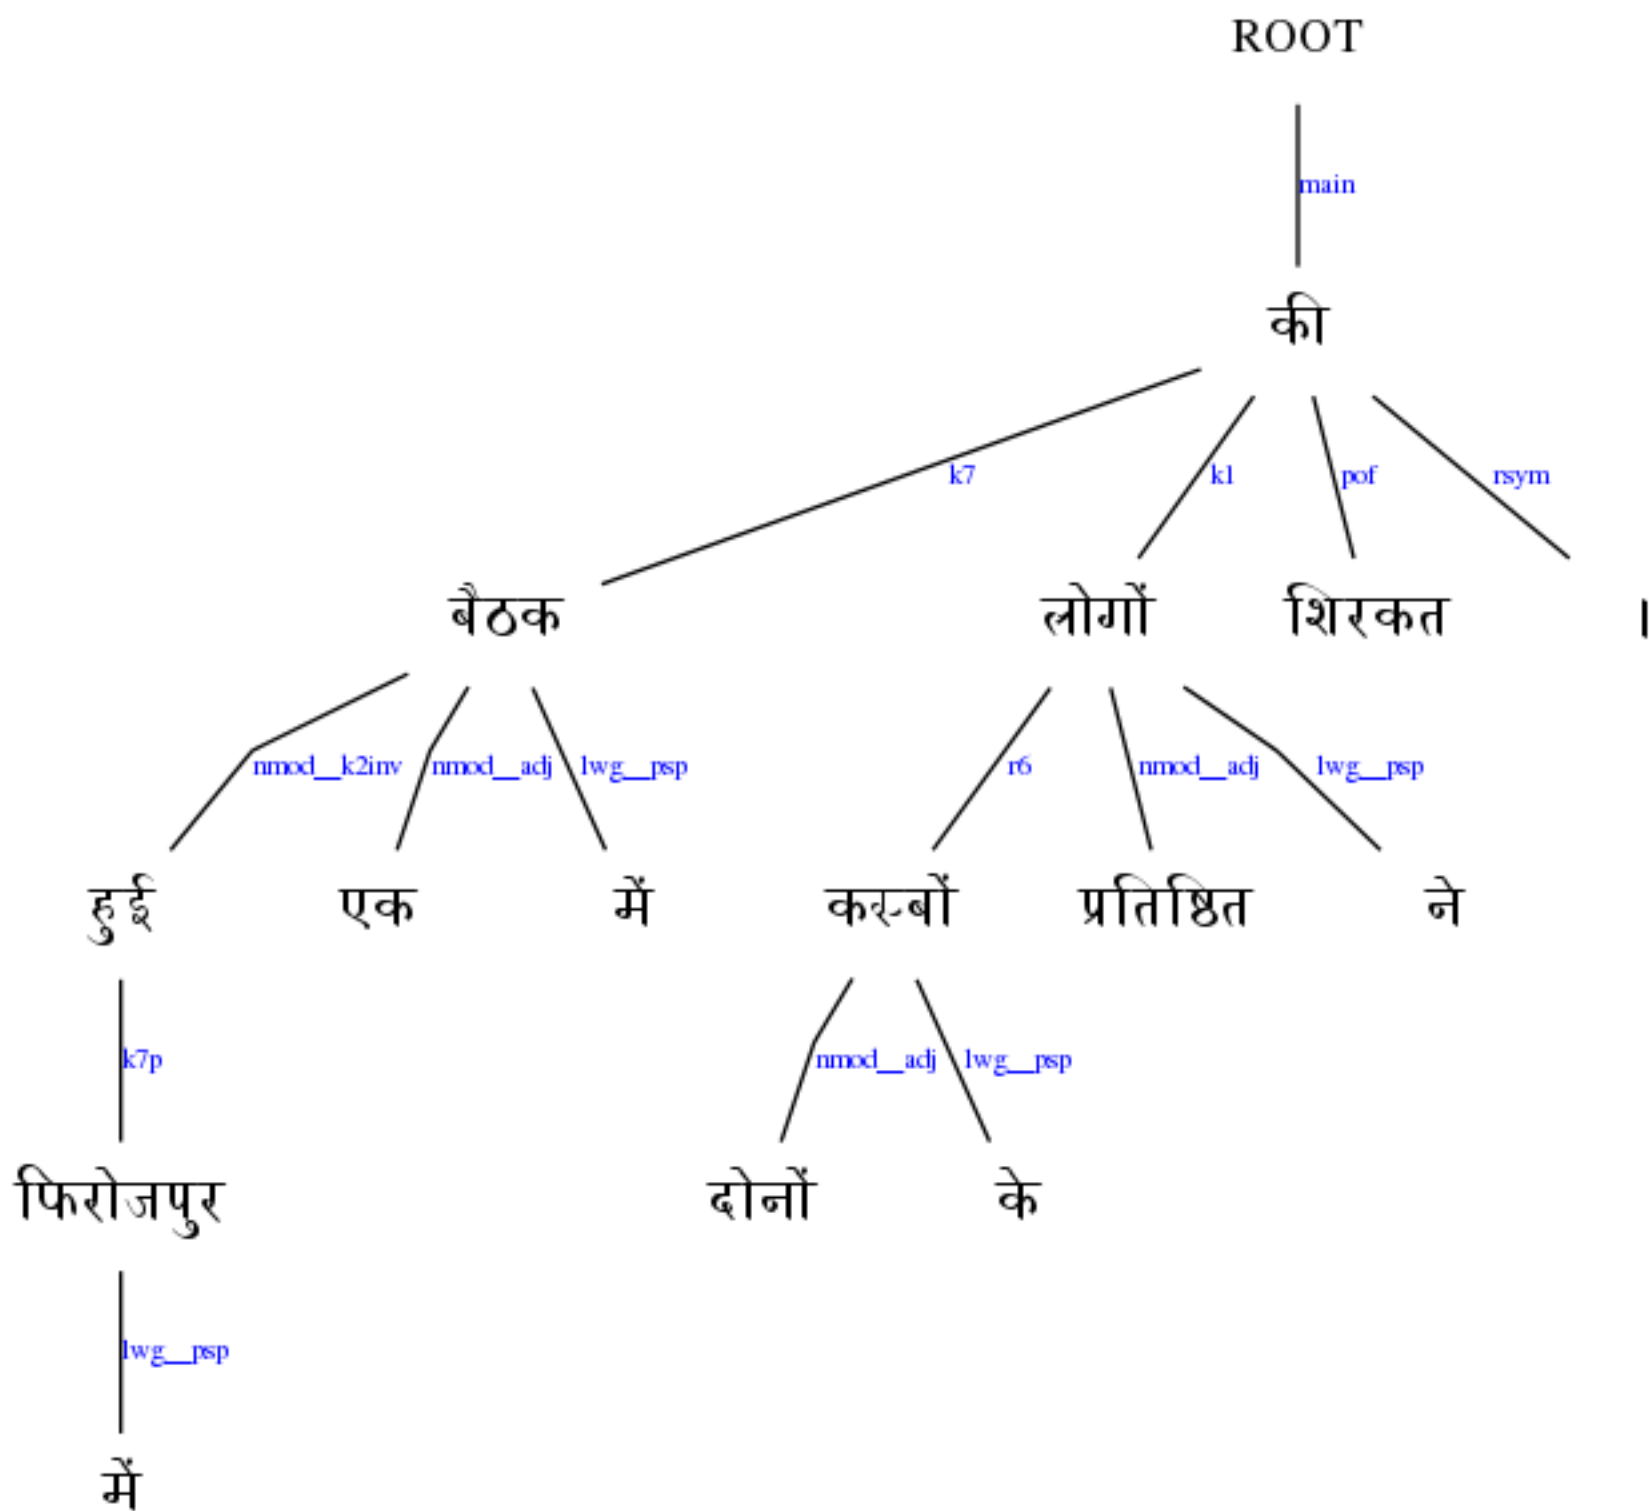 ROOT
main
की
k7 k1 pof rsym
बैठक लोगों शिरकत ।
nmod__k2inv nmod__adj lwg__psp r6 nmod__adj lwg__psp
हुई एक में कस्बों प्रतिष्ठित ने
k7p nmod__adj lwg__psp
फिरोजपुर दोनों के
lwg__psp
में